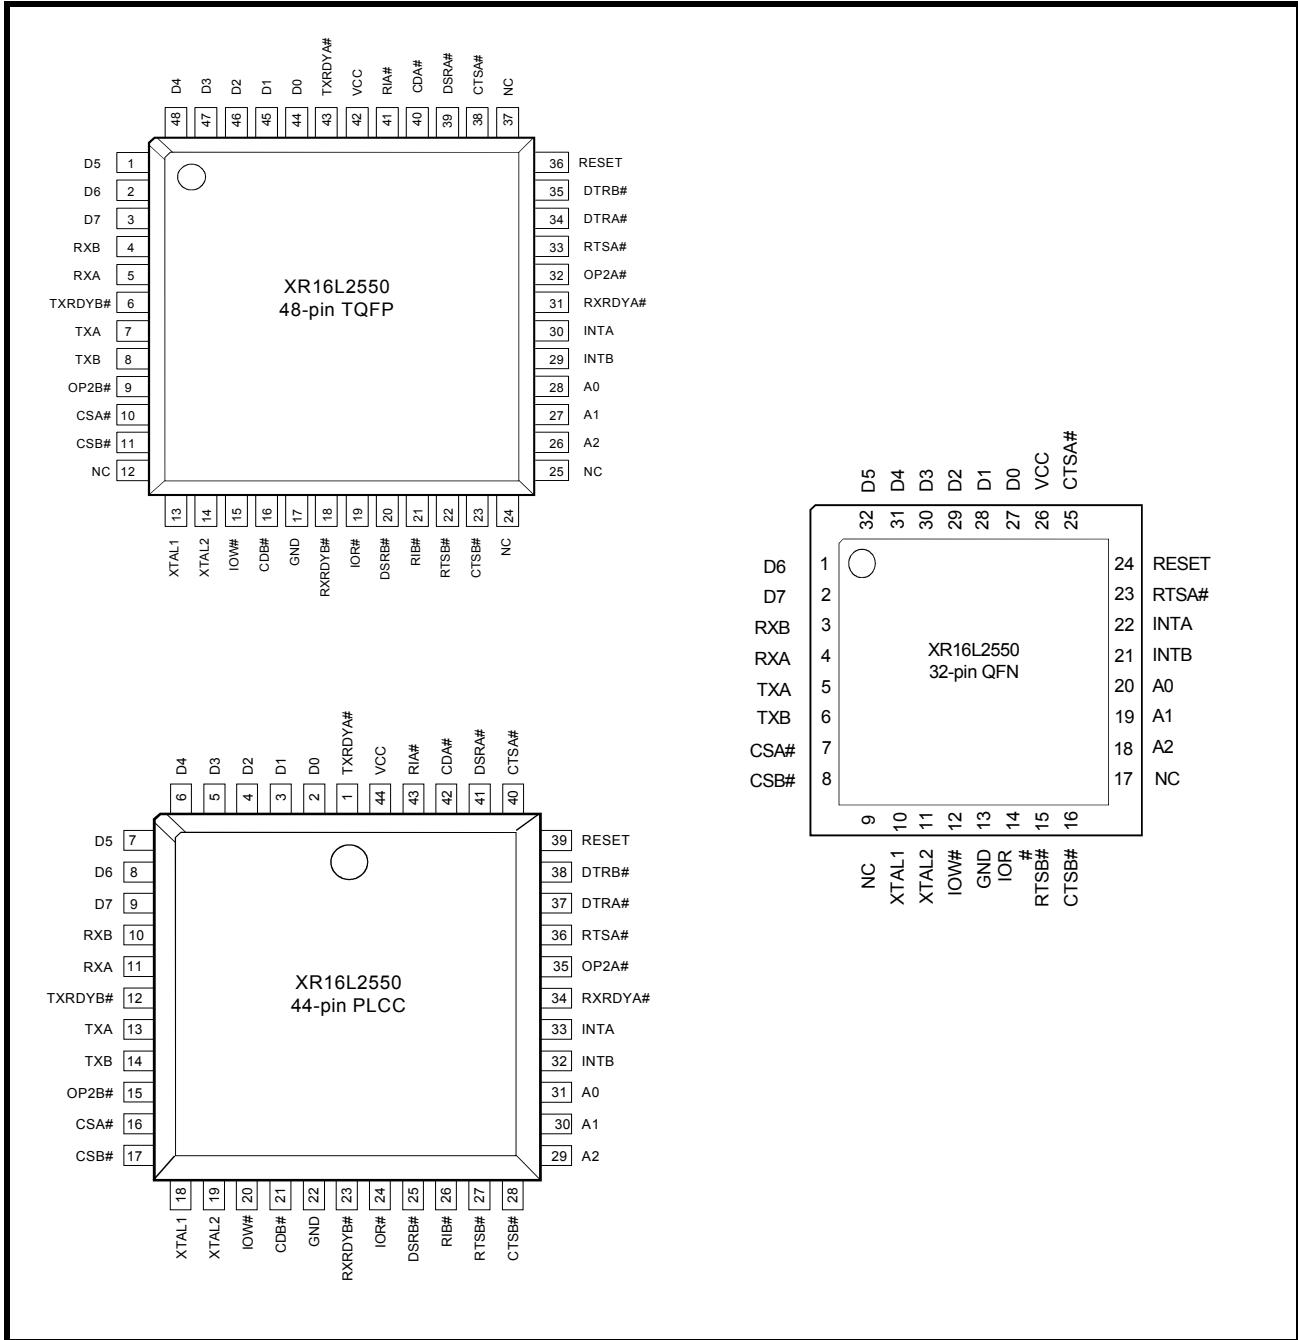 D4 D3 D2 D1 D0 TXRDYA# VCC RIA# CDA# DSRA# CTSA# NC
48 47 46 45 44 43 42 41 40 39 38 37
D5 1
D6 2
D7 3
RXB 4
RXA 5
TXRDYB# 6
TXA 7
TXB 8
OP2B# 9
CSA# 10
CSB# 11
NC 12
XR16L2550
48-pin TQFP
36 RESET
35 DTRB#
34 DTRA#
33 RTSA#
32 OP2A#
31 RXRDYA#
30 INTA
29 INTB
28 A0
27 A1
26 A2
25 NC
13 14 15 16 17 18 19 20 21 22 23 24
XTAL1 XTAL2 IOW# CDB# GND RXRDYB# IOR# DSRB# RIB# RTSB# CTSB# NC
D5 D4 D3 D2 D1 D0 VCC CTSA#
32 31 30 29 28 27 26 25
D6 1
D7 2
RXB 3
RXA 4
TXA 5
TXB 6
CSA# 7
CSB# 8
XR16L2550
32-pin QFN
24 RESET
23 RTSA#
22 INTA
21 INTB
20 A0
19 A1
18 A2
17 NC
9 10 11 12 13 14 15 16
NC XTAL1 XTAL2 IOW# GND IOR # RTSB# CTSB#
D4 D3 D2 D1 D0 TXRDYA# VCC RIA# CDA# DSRA# CTSA#
6 5 4 3 2 1 44 43 42 41 40
D5 7
D6 8
D7 9
RXB 10
RXA 11
TXRDYB# 12
TXA 13
TXB 14
OP2B# 15
CSA# 16
CSB# 17
XR16L2550
44-pin PLCC
39 RESET
38 DTRB#
37 DTRA#
36 RTSA#
35 OP2A#
34 RXRDYA#
33 INTA
32 INTB
31 A0
30 A1
29 A2
18 19 20 21 22 23 24 25 26 27 28
XTAL1 XTAL2 IOW# CDB# GND RXRDYB# IOR# DSRB# RIB# RTSB# CTSB#